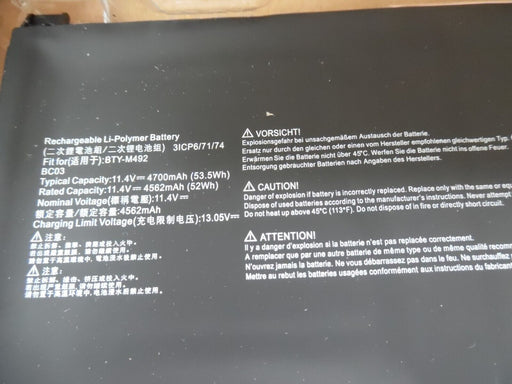 Rechargeable Li-Polymer Battery
(二次鋰電池組/二次锂电池组) 3ICP6/71/74
Fit for(适用于):BTY-M492
BC03
Typical Capacity:11.4V⎓4700mAh (53.5Wh)
Rated Capacity:11.4V⎓4562mAh (52Wh)
Nominal Voltage(標稱電壓):11.4V⎓
額定容量/额定容量:4562mAh
Charging Limit Voltage(充电限制电压):13.05V⎓
⚠ 注意:
⚠ 注意:
⚠ VORSICHT!
Explosionsgefahr bei unsachgemäßem Austausch der Batterie.
Ersatz nur durch den gleichen oder einen vom Hersteller empfohlenen gleichwertigen Typ.
Erwärmen Sie die Batterie nicht über 45°C. Werfen Sie die Batterie nicht ins offene Feuer.
Entsorgung gebrauchter Batterien nach Angaben des Herstellers.
⚠ CAUTION!
Danger of explosion if battery is incorrectly replaced. Replace only with the same or
Dispose of used batteries according to the manufacturer's instructions. Never
Do not heat up above 45°C (113°F). Do not dispose of in fire or directly short circuit.
⚠ ATTENTION!
Il y a danger d'explosion si la batterie n'est pas replacée correctement.
A remplacer que par une autre batterie de même type ou de même qualité
N'ouvrez jamais la batterie. Ne vous débarrassez pas dans le feu. Ne surchauffez
Mettre au rebut les batteries usagées conformément aux instructions du